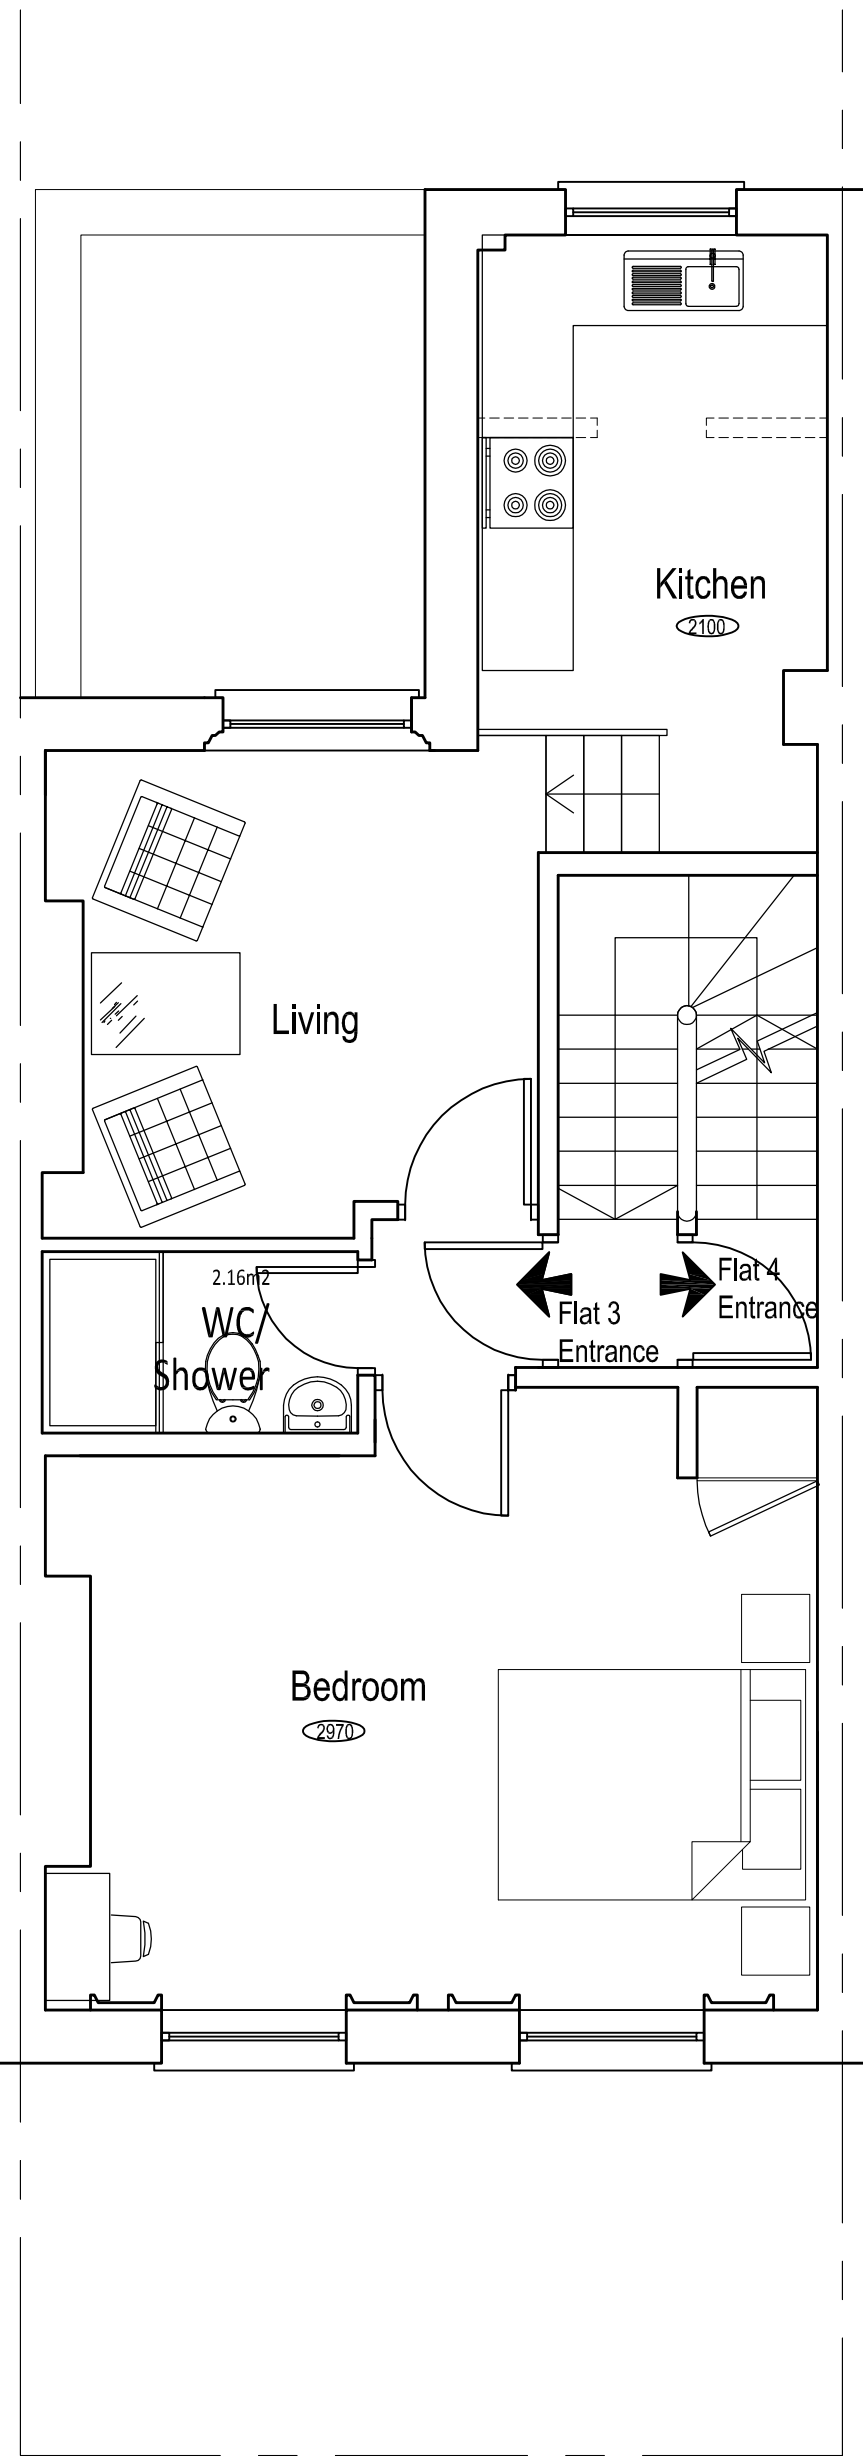 Kitchen
2100
Living
2.16m2
WC/
Shower
Flat 3
Entrance
Flat 4
Entrance
Bedroom
2970